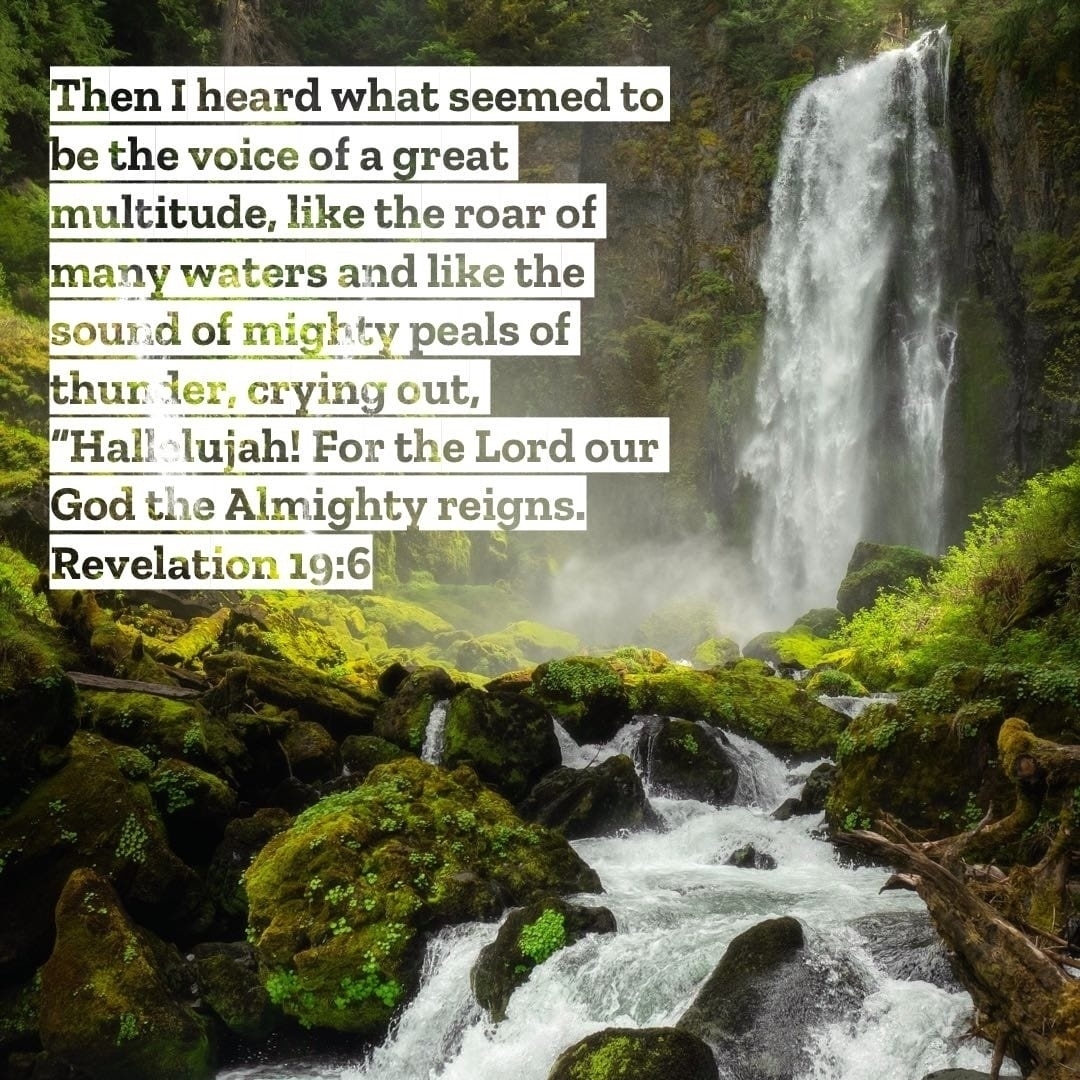 Then I heard what seemed to
be the voice of a great
multitude, like the roar of
many waters and like the
sound of mighty peals of
thunder, crying out,
“Hallelujah! For the Lord our
God the Almighty reigns.
Revelation 19:6